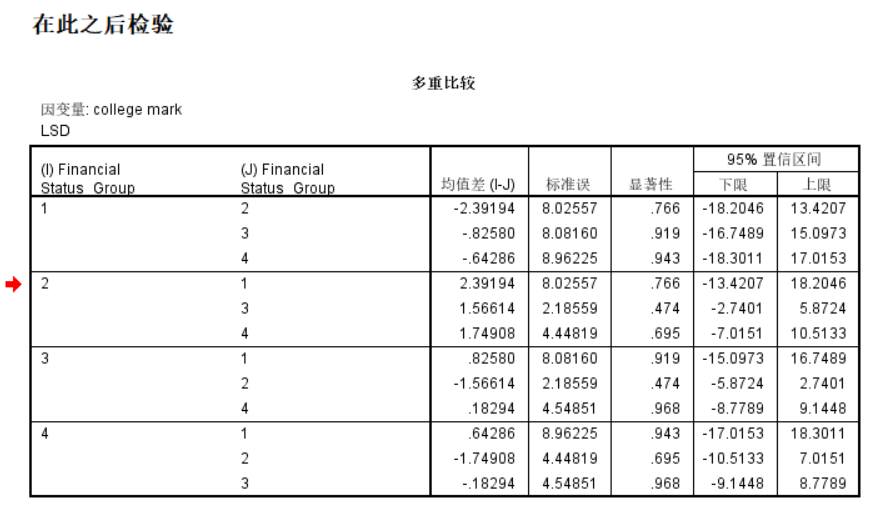 在此之后检验
多重比较
因变量: college mark
LSD
(I) Financial Status_Group (J) Financial Status_Group 均值差 (I-J) 标准误 显著性 95% 置信区间
下限 上限
1 2 -2.39194 8.02557 .766 -18.2046 13.4207
3 -.82580 8.08160 .919 -16.7489 15.0973
4 -.64286 8.96225 .943 -18.3011 17.0153
2 1 2.39194 8.02557 .766 -13.4207 18.2046
3 1.56614 2.18559 .474 -2.7401 5.8724
4 1.74908 4.44819 .695 -7.0151 10.5133
3 1 .82580 8.08160 .919 -15.0973 16.7489
2 -1.56614 2.18559 .474 -5.8724 2.7401
4 .18294 4.54851 .968 -8.7789 9.1448
4 1 .64286 8.96225 .943 -17.0153 18.3011
2 -1.74908 4.44819 .695 -10.5133 7.0151
3 -.18294 4.54851 .968 -9.1448 8.7789